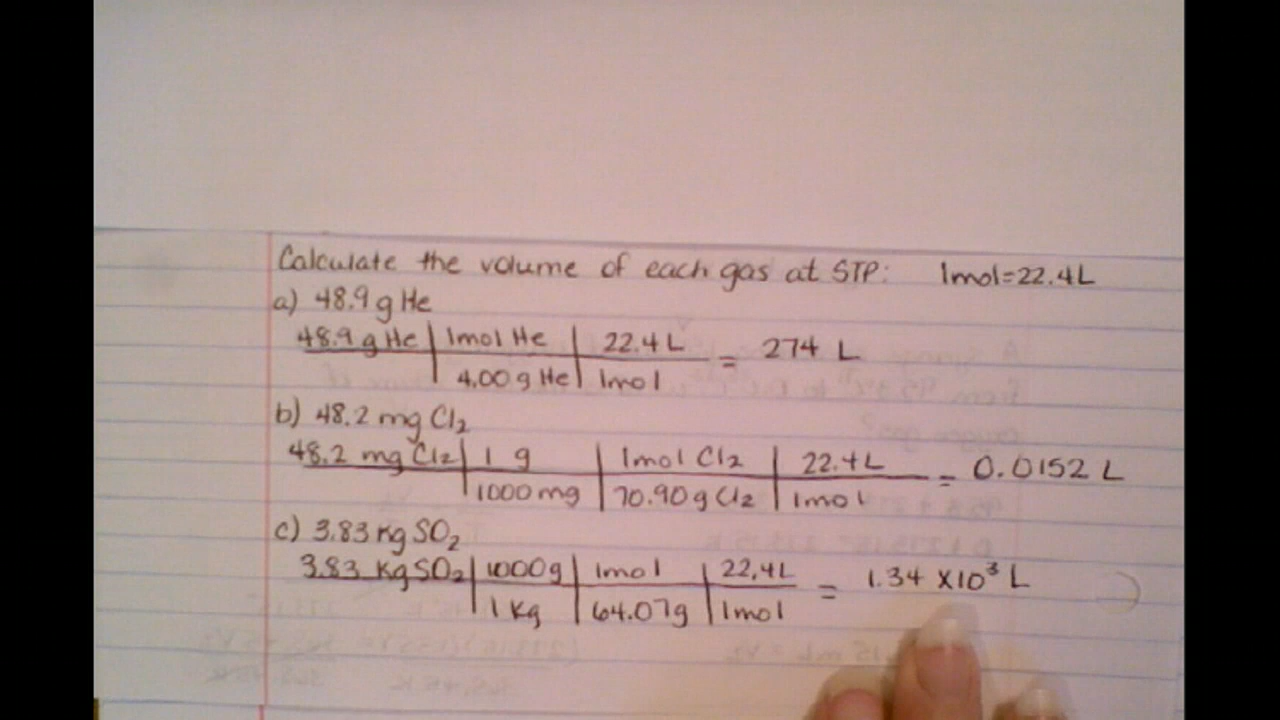 Calculate the volume of each gas at STP: 1mol=22.4L
a) 48.9 g He
48.9 g He | 1mol He | 22.4 L = 274 L
4.00 g He | 1mol
b) 48.2 mg Cl₂
48.2 mg Cl₂ | 1 g | 1mol Cl₂ | 22.4L = 0.0152 L
1000 mg | 70.90g Cl₂ | 1mol
c) 3.83 Kg SO₂
3.83 Kg SO₂ | 1000g | 1mol | 22.4L = 1.34 x10³ L
1 Kg | 64.07g | 1mol